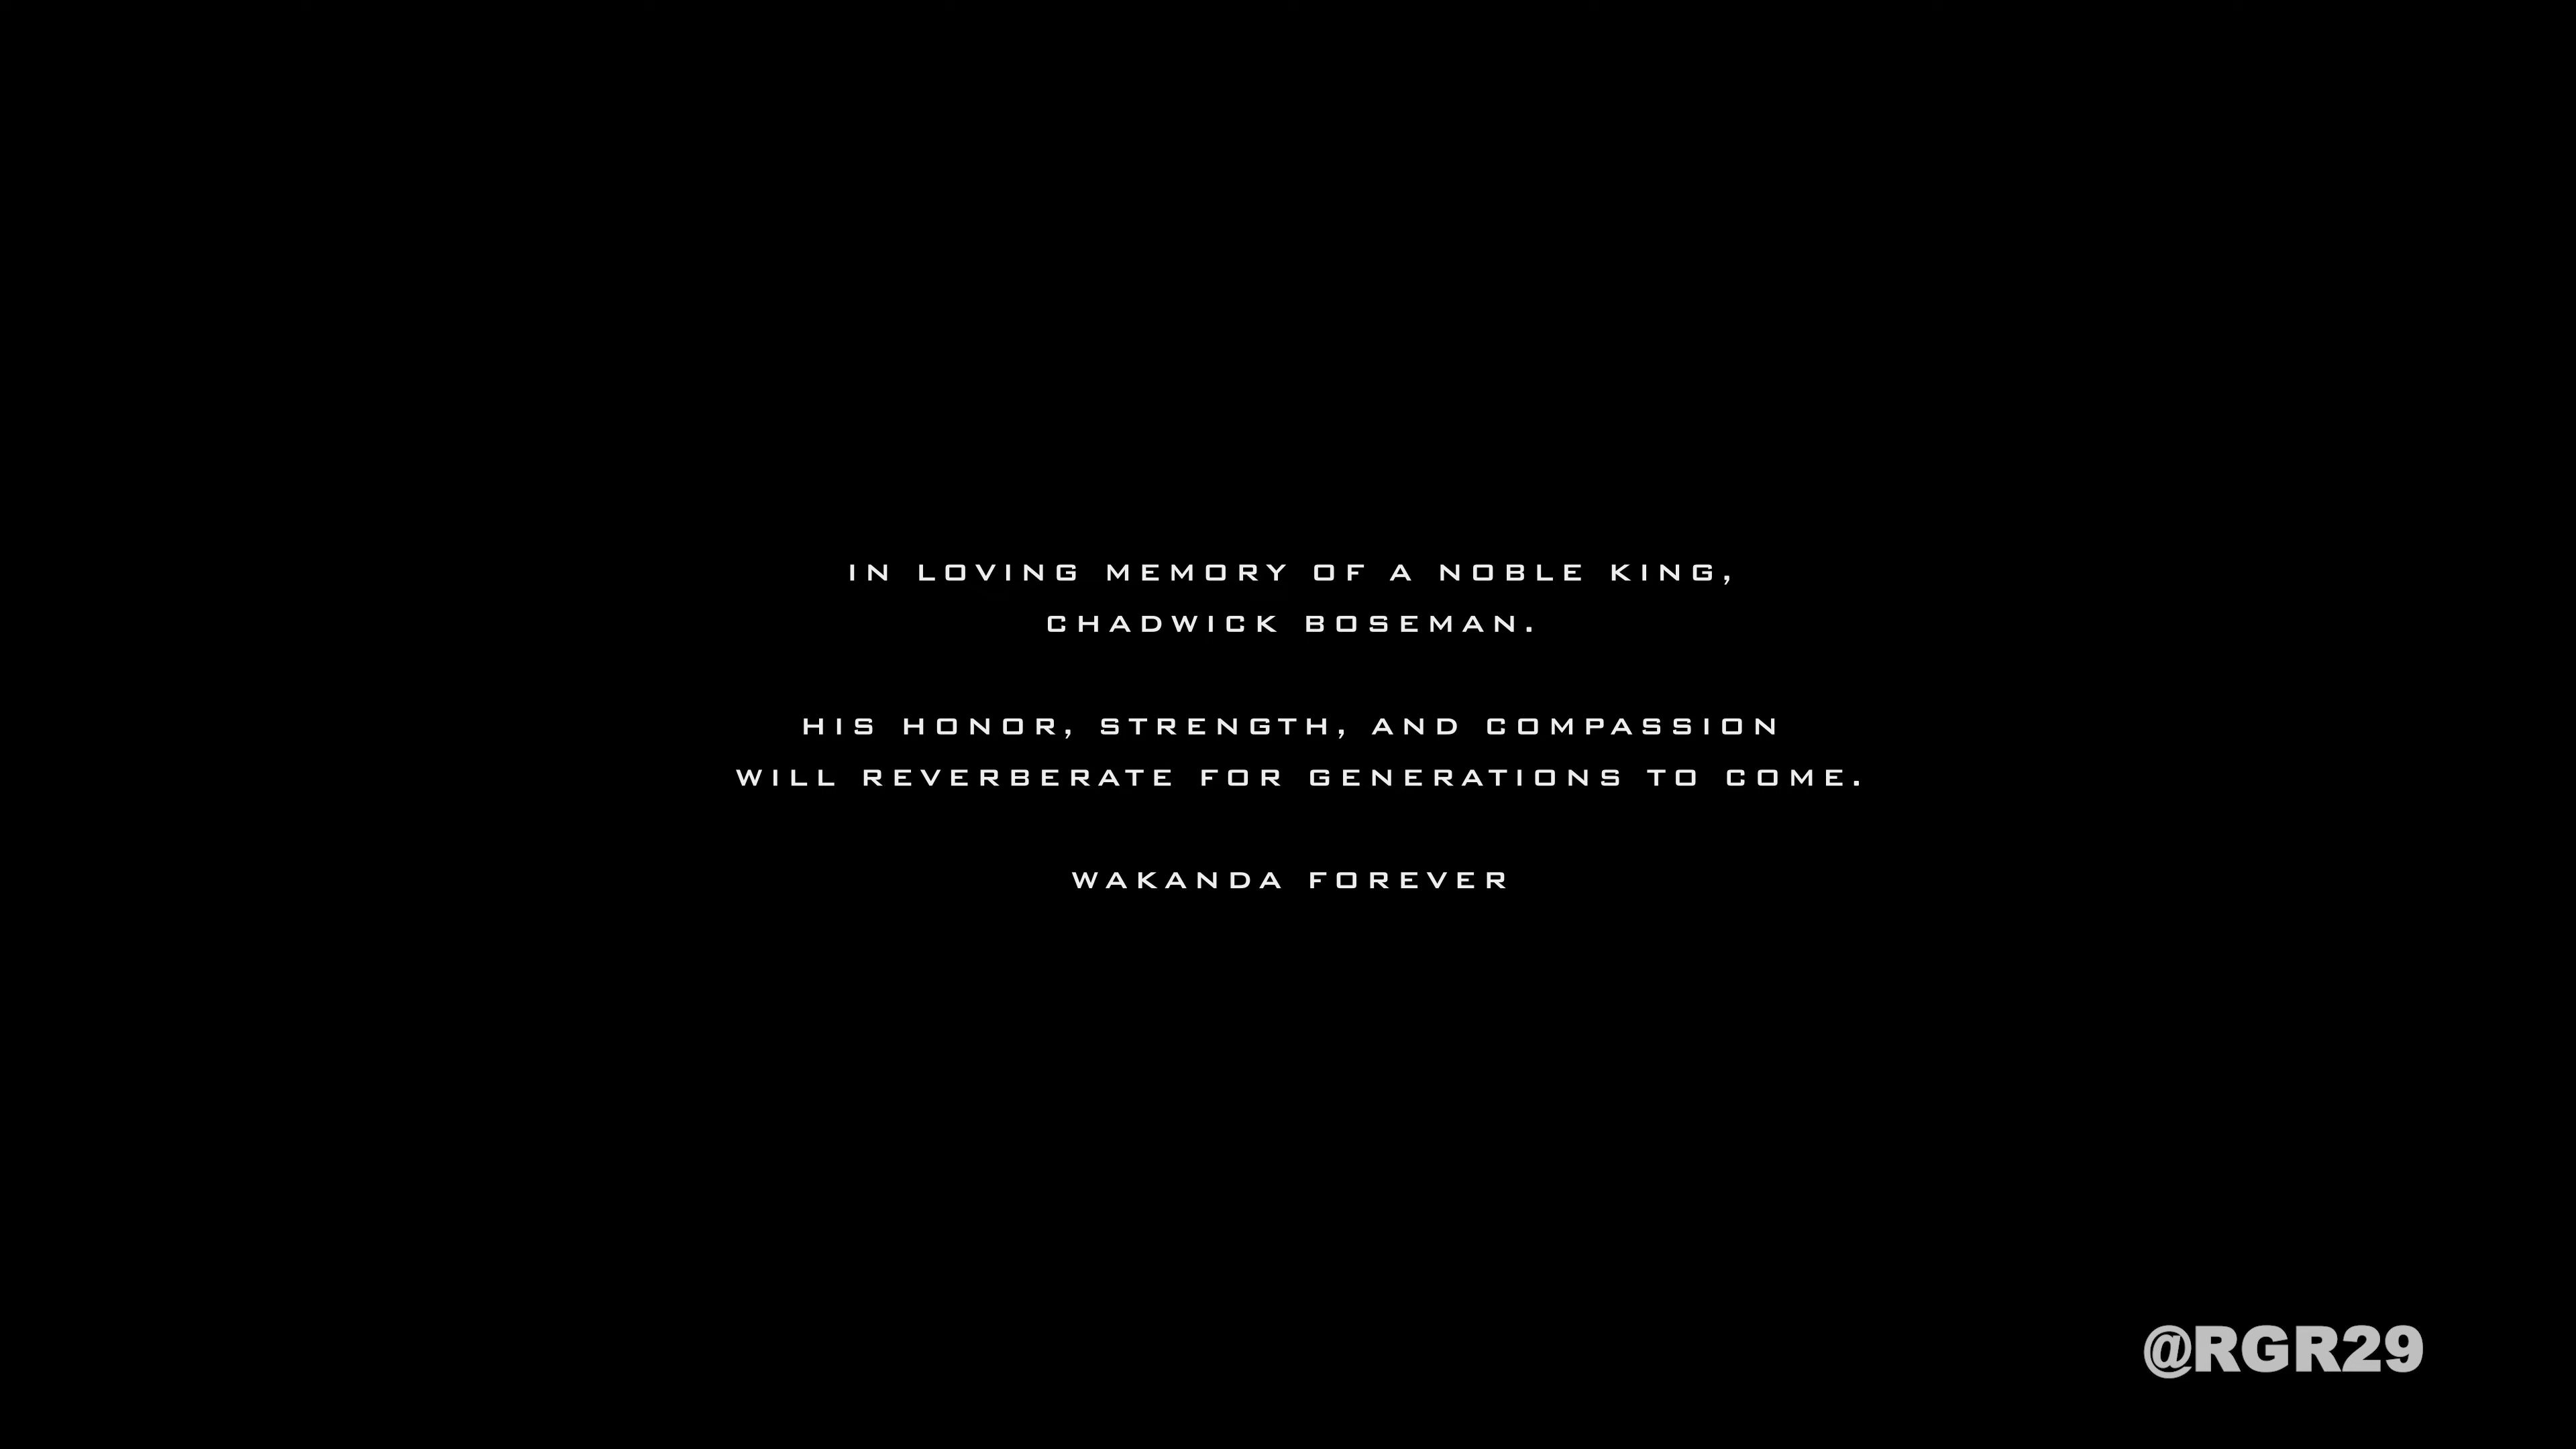 IN LOVING MEMORY OF A NOBLE KING,
CHADWICK BOSEMAN.
HIS HONOR, STRENGTH, AND COMPASSION
WILL REVERBERATE FOR GENERATIONS TO COME.
WAKANDA FOREVER
@RGR29